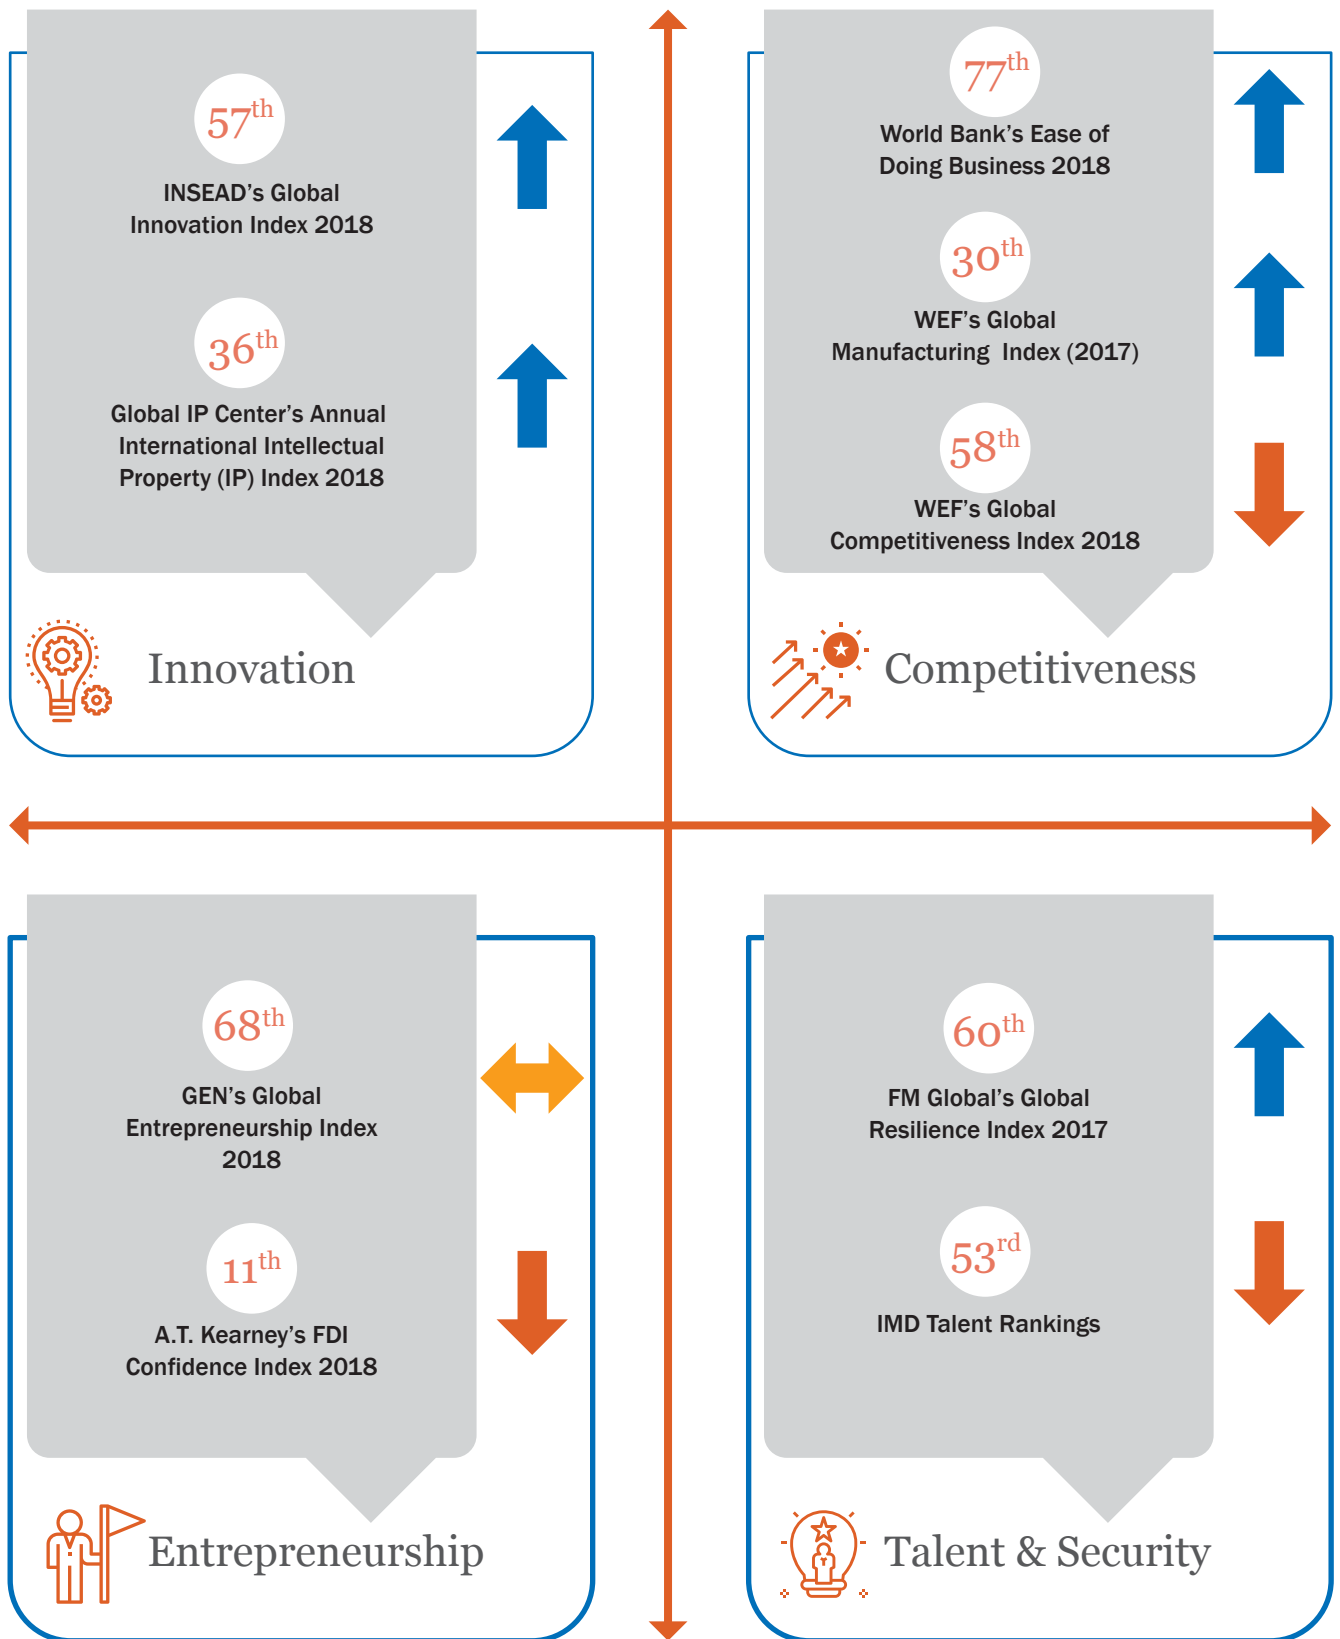 57th
INSEAD's Global
Innovation Index 2018
36th
Global IP Center's Annual
International Intellectual
Property (IP) Index 2018
Innovation
77th
World Bank's Ease of
Doing Business 2018
30th
WEF's Global
Manufacturing Index (2017)
58th
WEF's Global
Competitiveness Index 2018
Competitiveness
68th
GEN's Global
Entrepreneurship Index
2018
11th
A.T. Kearney's FDI
Confidence Index 2018
Entrepreneurship
60th
FM Global's Global
Resilience Index 2017
53rd
IMD Talent Rankings
Talent & Security